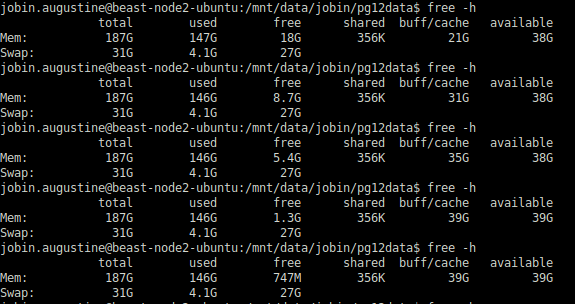 jobin.augustine@beast-node2-ubuntu:/mnt/data/jobin/pg12data$ free -h
total used free shared buff/cache available
Mem: 187G 147G 18G 356K 21G 38G
Swap: 31G 4.1G 27G
jobin.augustine@beast-node2-ubuntu:/mnt/data/jobin/pg12data$ free -h
total used free shared buff/cache available
Mem: 187G 146G 8.7G 356K 31G 38G
Swap: 31G 4.1G 27G
jobin.augustine@beast-node2-ubuntu:/mnt/data/jobin/pg12data$ free -h
total used free shared buff/cache available
Mem: 187G 146G 5.4G 356K 35G 38G
Swap: 31G 4.1G 27G
jobin.augustine@beast-node2-ubuntu:/mnt/data/jobin/pg12data$ free -h
total used free shared buff/cache available
Mem: 187G 146G 1.3G 356K 39G 39G
Swap: 31G 4.1G 27G
jobin.augustine@beast-node2-ubuntu:/mnt/data/jobin/pg12data$ free -h
total used free shared buff/cache available
Mem: 187G 146G 747M 356K 39G 39G
Swap: 31G 4.1G 27G